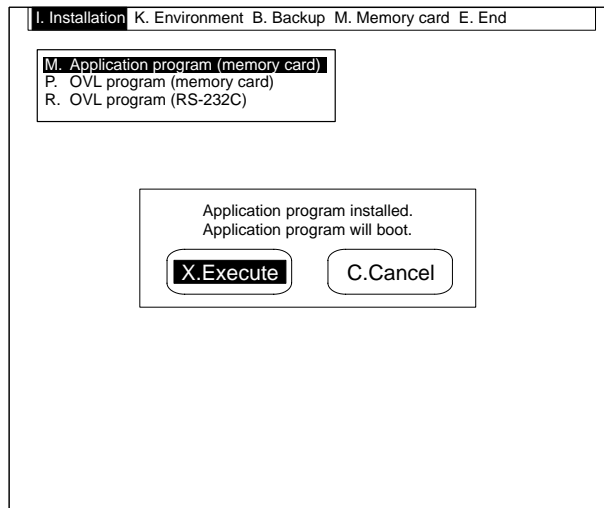 I. Installation K. Environment B. Backup M. Memory card E. End
M. Application program (memory card)
P. OVL program (memory card)
R. OVL program (RS-232C)
Application program installed.
Application program will boot.
X.Execute C.Cancel